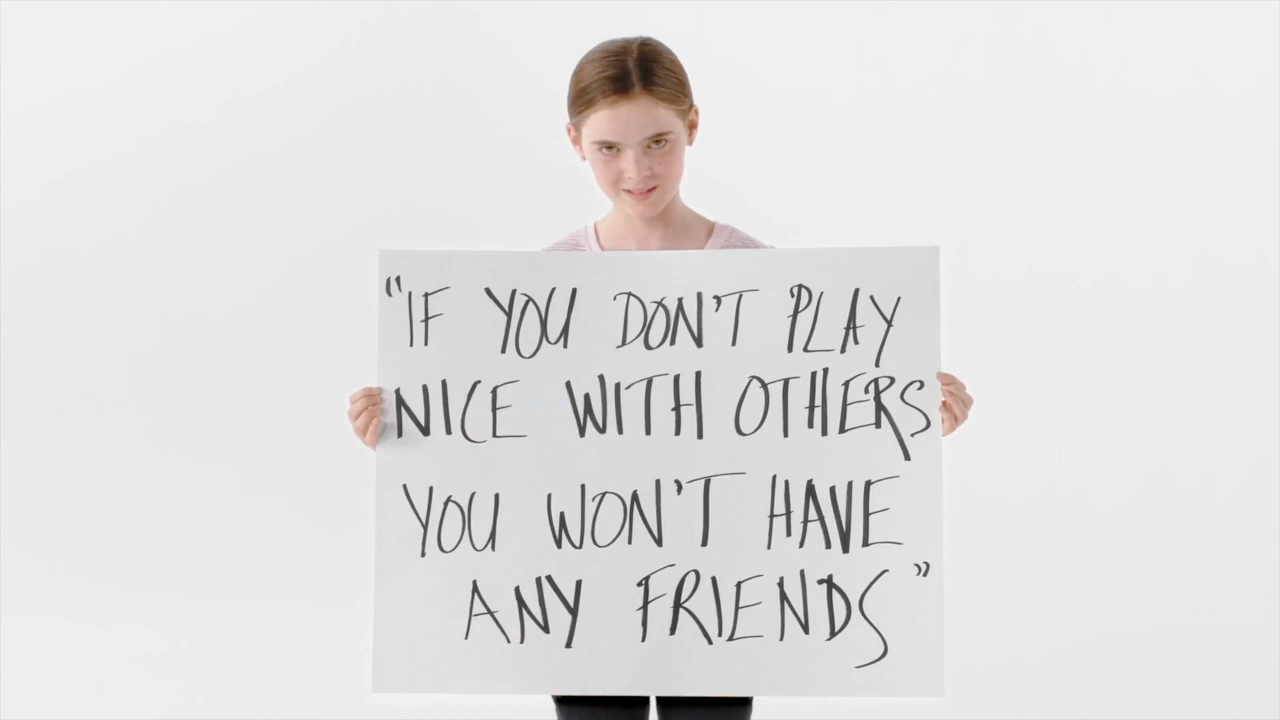 "IF YOU DON'T PLAY
NICE WITH OTHERS
YOU WON'T HAVE
ANY FRIENDS"